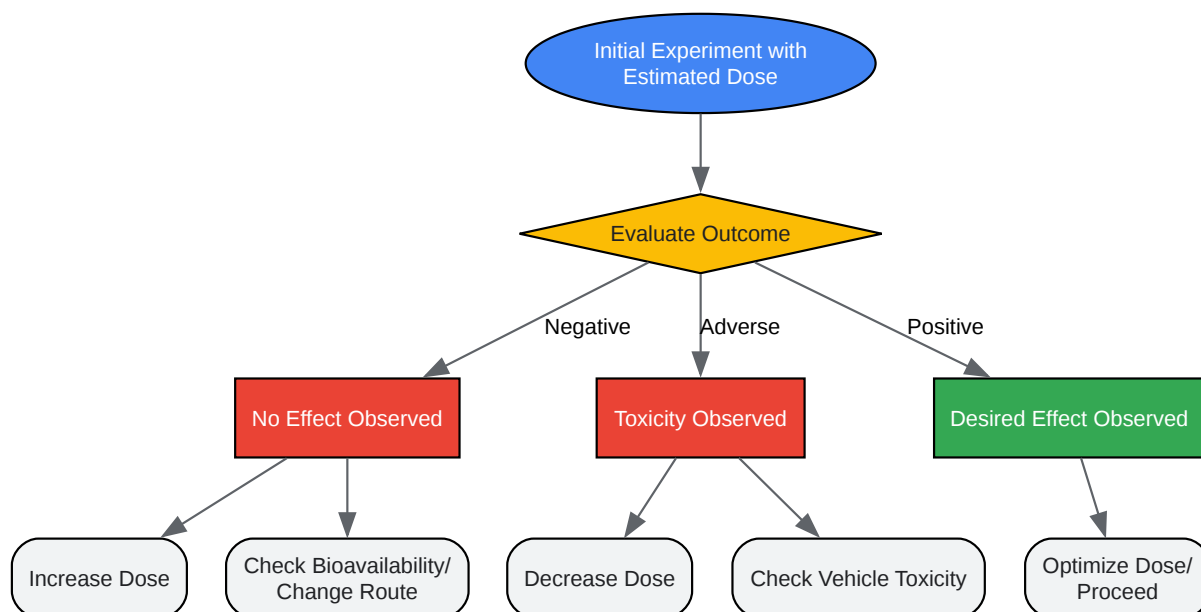 Initial Experiment with
Estimated Dose
Evaluate Outcome
Negative
Adverse
Positive
No Effect Observed
Toxicity Observed
Desired Effect Observed
Increase Dose
Check Bioavailability/
Change Route
Decrease Dose
Check Vehicle Toxicity
Optimize Dose/
Proceed